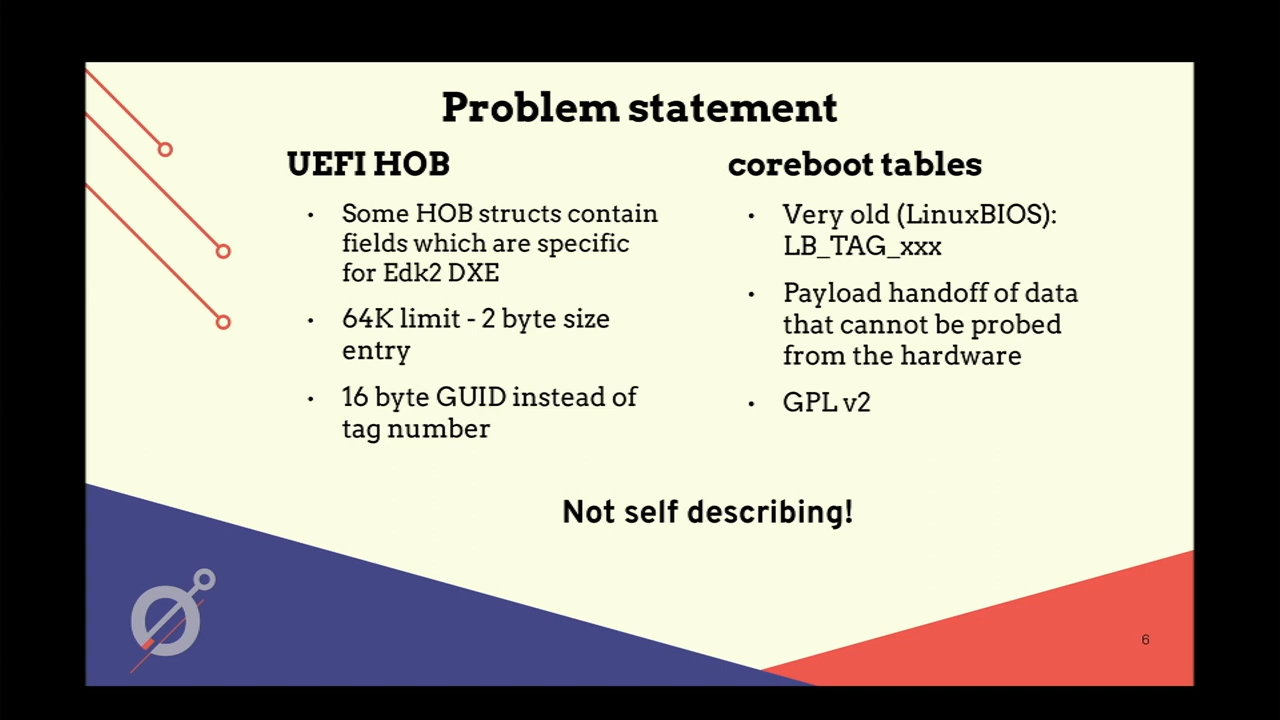 Problem statement
UEFI HOB
Some HOB structs contain
fields which are specific
for Edk2 DXE
64K limit - 2 byte size
entry
16 byte GUID instead of
tag number
coreboot tables
Very old (LinuxBIOS):
LB_TAG_xxx
Payload handoff of data
that cannot be probed
from the hardware
GPL v2
Not self describing!
6